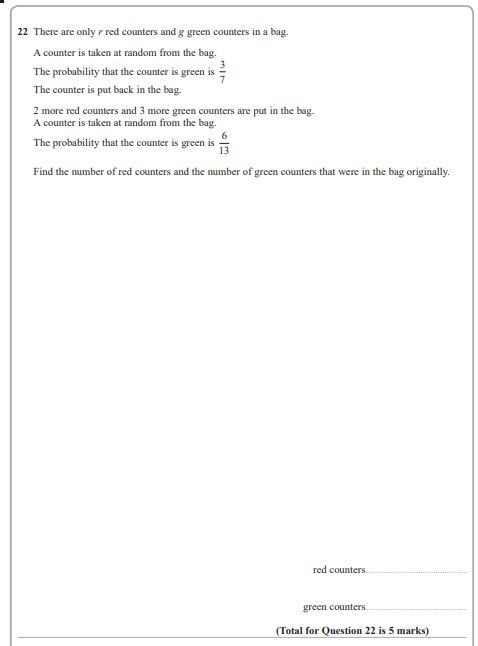 22 There are only r red counters and g green counters in a bag.
A counter is taken at random from the bag.
The probability that the counter is green is 3/7
The counter is put back in the bag.
2 more red counters and 3 more green counters are put in the bag.
A counter is taken at random from the bag.
The probability that the counter is green is 6/13
Find the number of red counters and the number of green counters that were in the bag originally.
red counters
green counters
(Total for Question 22 is 5 marks)